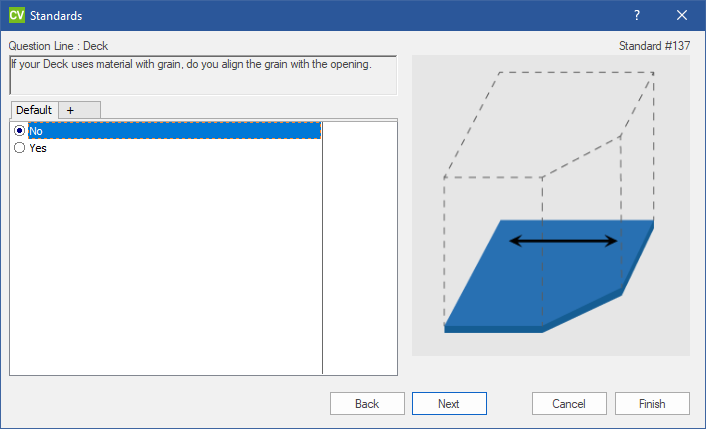 CV Standards ?
Question Line : Deck Standard #137
If your Deck uses material with grain, do you align the grain with the opening.
Default +
No
Yes
Back Next Cancel Finish